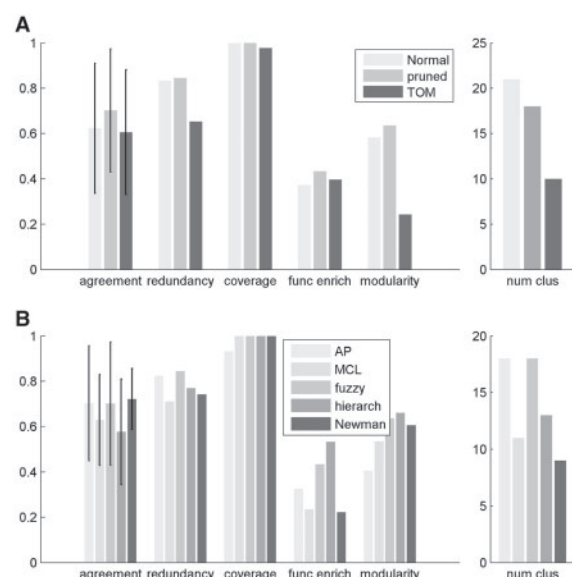 A
1
0.8
0.6
0.4
0.2
0
Normal
pruned
TOM
agreement redundancy coverage func enrich modularity
25
20
15
10
5
0
num clus
B
1
0.8
0.6
0.4
0.2
0
AP
MCL
fuzzy
hierarch
Newman
agreement redundancy coverage func enrich modularity
20
15
10
5
0
num clus